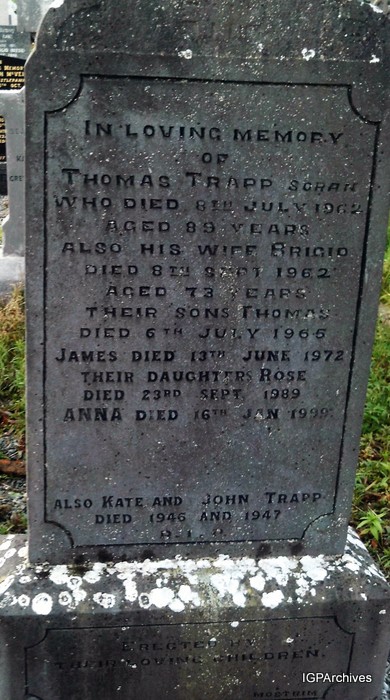 IN LOVING MEMORY
OF
THOMAS TRAPP SCRAH
WHO DIED 8TH JULY 1962
AGED 89 YEARS
ALSO HIS WIFE BRIGID
DIED 8TH SEPT 1962
AGED 73 YEARS
THEIR SONS THOMAS
DIED 6TH JULY 1965
JAMES DIED 13TH JUNE 1972
THEIR DAUGHTERS ROSE
DIED 23RD SEPT. 1989
ANNA DIED 16TH JAN 1999
ALSO KATE AND JOHN TRAPP
DIED 1946 AND 1947
R.I.P.
ERECTED BY
THEIR LOVING CHILDREN.
IGPArchives